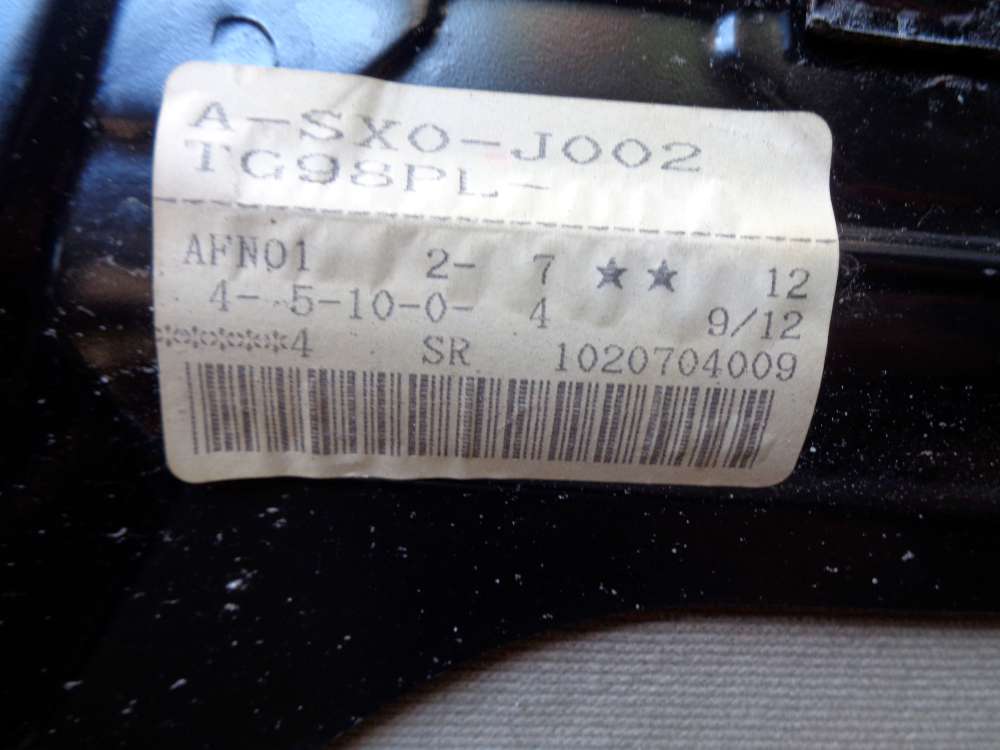 A-SX0-J002
TG98PL-
AFN01 2- 7 ★★ 12
4- 5-10-0- 4 9/12
*****4 SR 1020704009